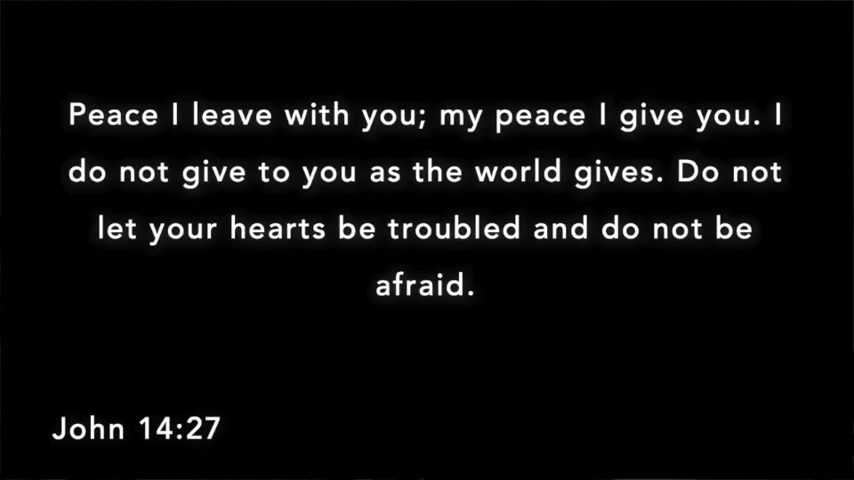 Peace I leave with you; my peace I give you. I
do not give to you as the world gives. Do not
let your hearts be troubled and do not be
afraid.
John 14:27